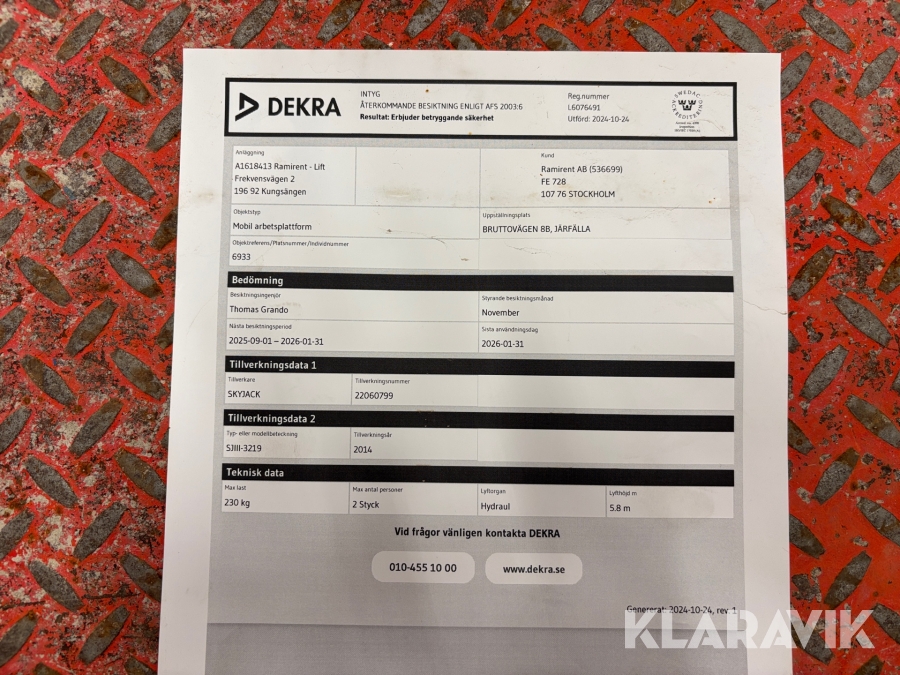 DEKRA
INTYG
ÅTERKOMMANDE BESIKTNING ENLIGT AFS 2003:6
Resultat: Erbjuder betryggande säkerhet
Reg.nummer
L6076491
Utförd: 2024-10-24
SWEDAC
ACKREDITERING
Anläggning
A1618413 Ramirent - Lift
Frekvensvägen 2
196 92 Kungsängen
Kund
Ramirent AB (536699)
FE 728
107 76 STOCKHOLM
Objektstyp
Mobil arbetsplattform
Uppställningsplats
BRUTTOVÄGEN 8B, JÄRFÄLLA
Objektreferens/Platsnummer/Individnummer
6933
Bedömning
Besiktningsingenjör
Thomas Grando
Styrande besiktningsmånad
November
Nästa besiktningsperiod
2025-09-01 – 2026-01-31
Sista användningsdag
2026-01-31
Tillverkningsdata 1
Tillverkare
SKYJACK
Tillverkningsnummer
22060799
Tillverkningsdata 2
Typ- eller modellbeteckning
SJIII-3219
Tillverkningsår
2014
Teknisk data
Max last
230 kg
Max antal personer
2 Styck
Lyftorgan
Hydraul
Lyfthöjd m
5.8 m
Vid frågor vänligen kontakta DEKRA
010-455 10 00
www.dekra.se
Genererat: 2024-10-24, rev. 1
KLARAVIK